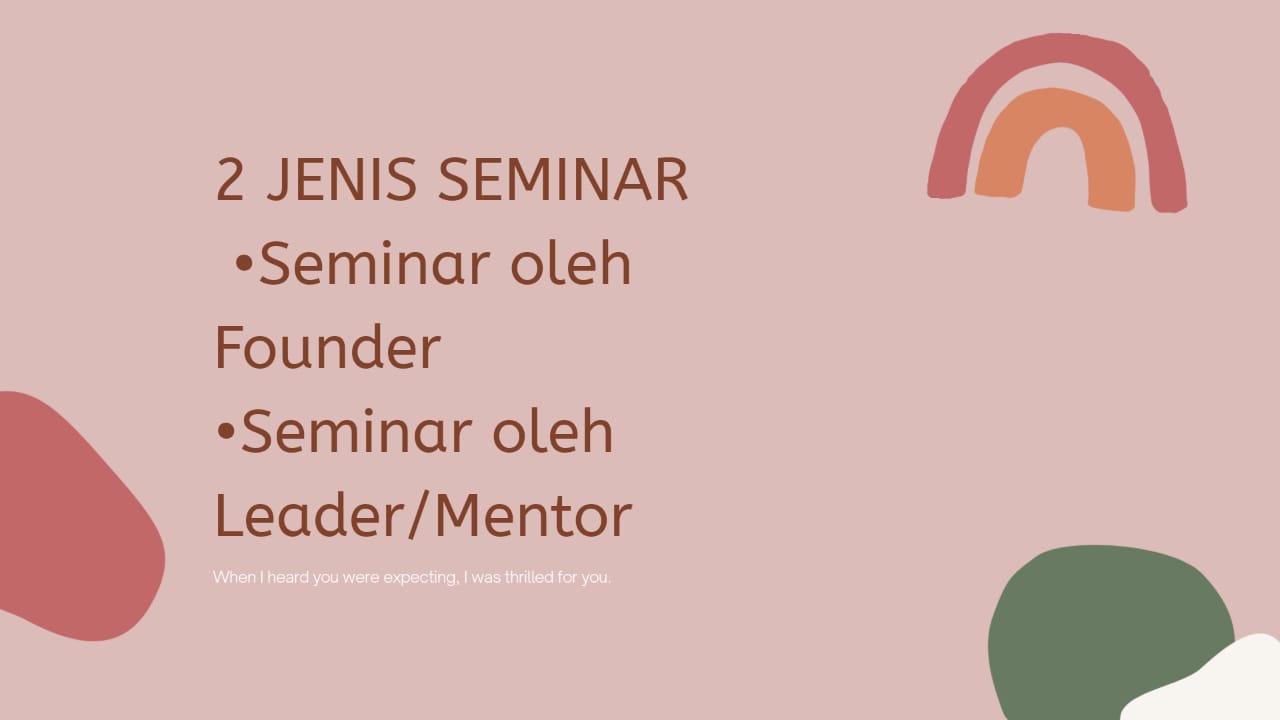 2 JENIS SEMINAR
•Seminar oleh
Founder
•Seminar oleh
Leader/Mentor
When I heard you were expecting, I was thrilled for you.